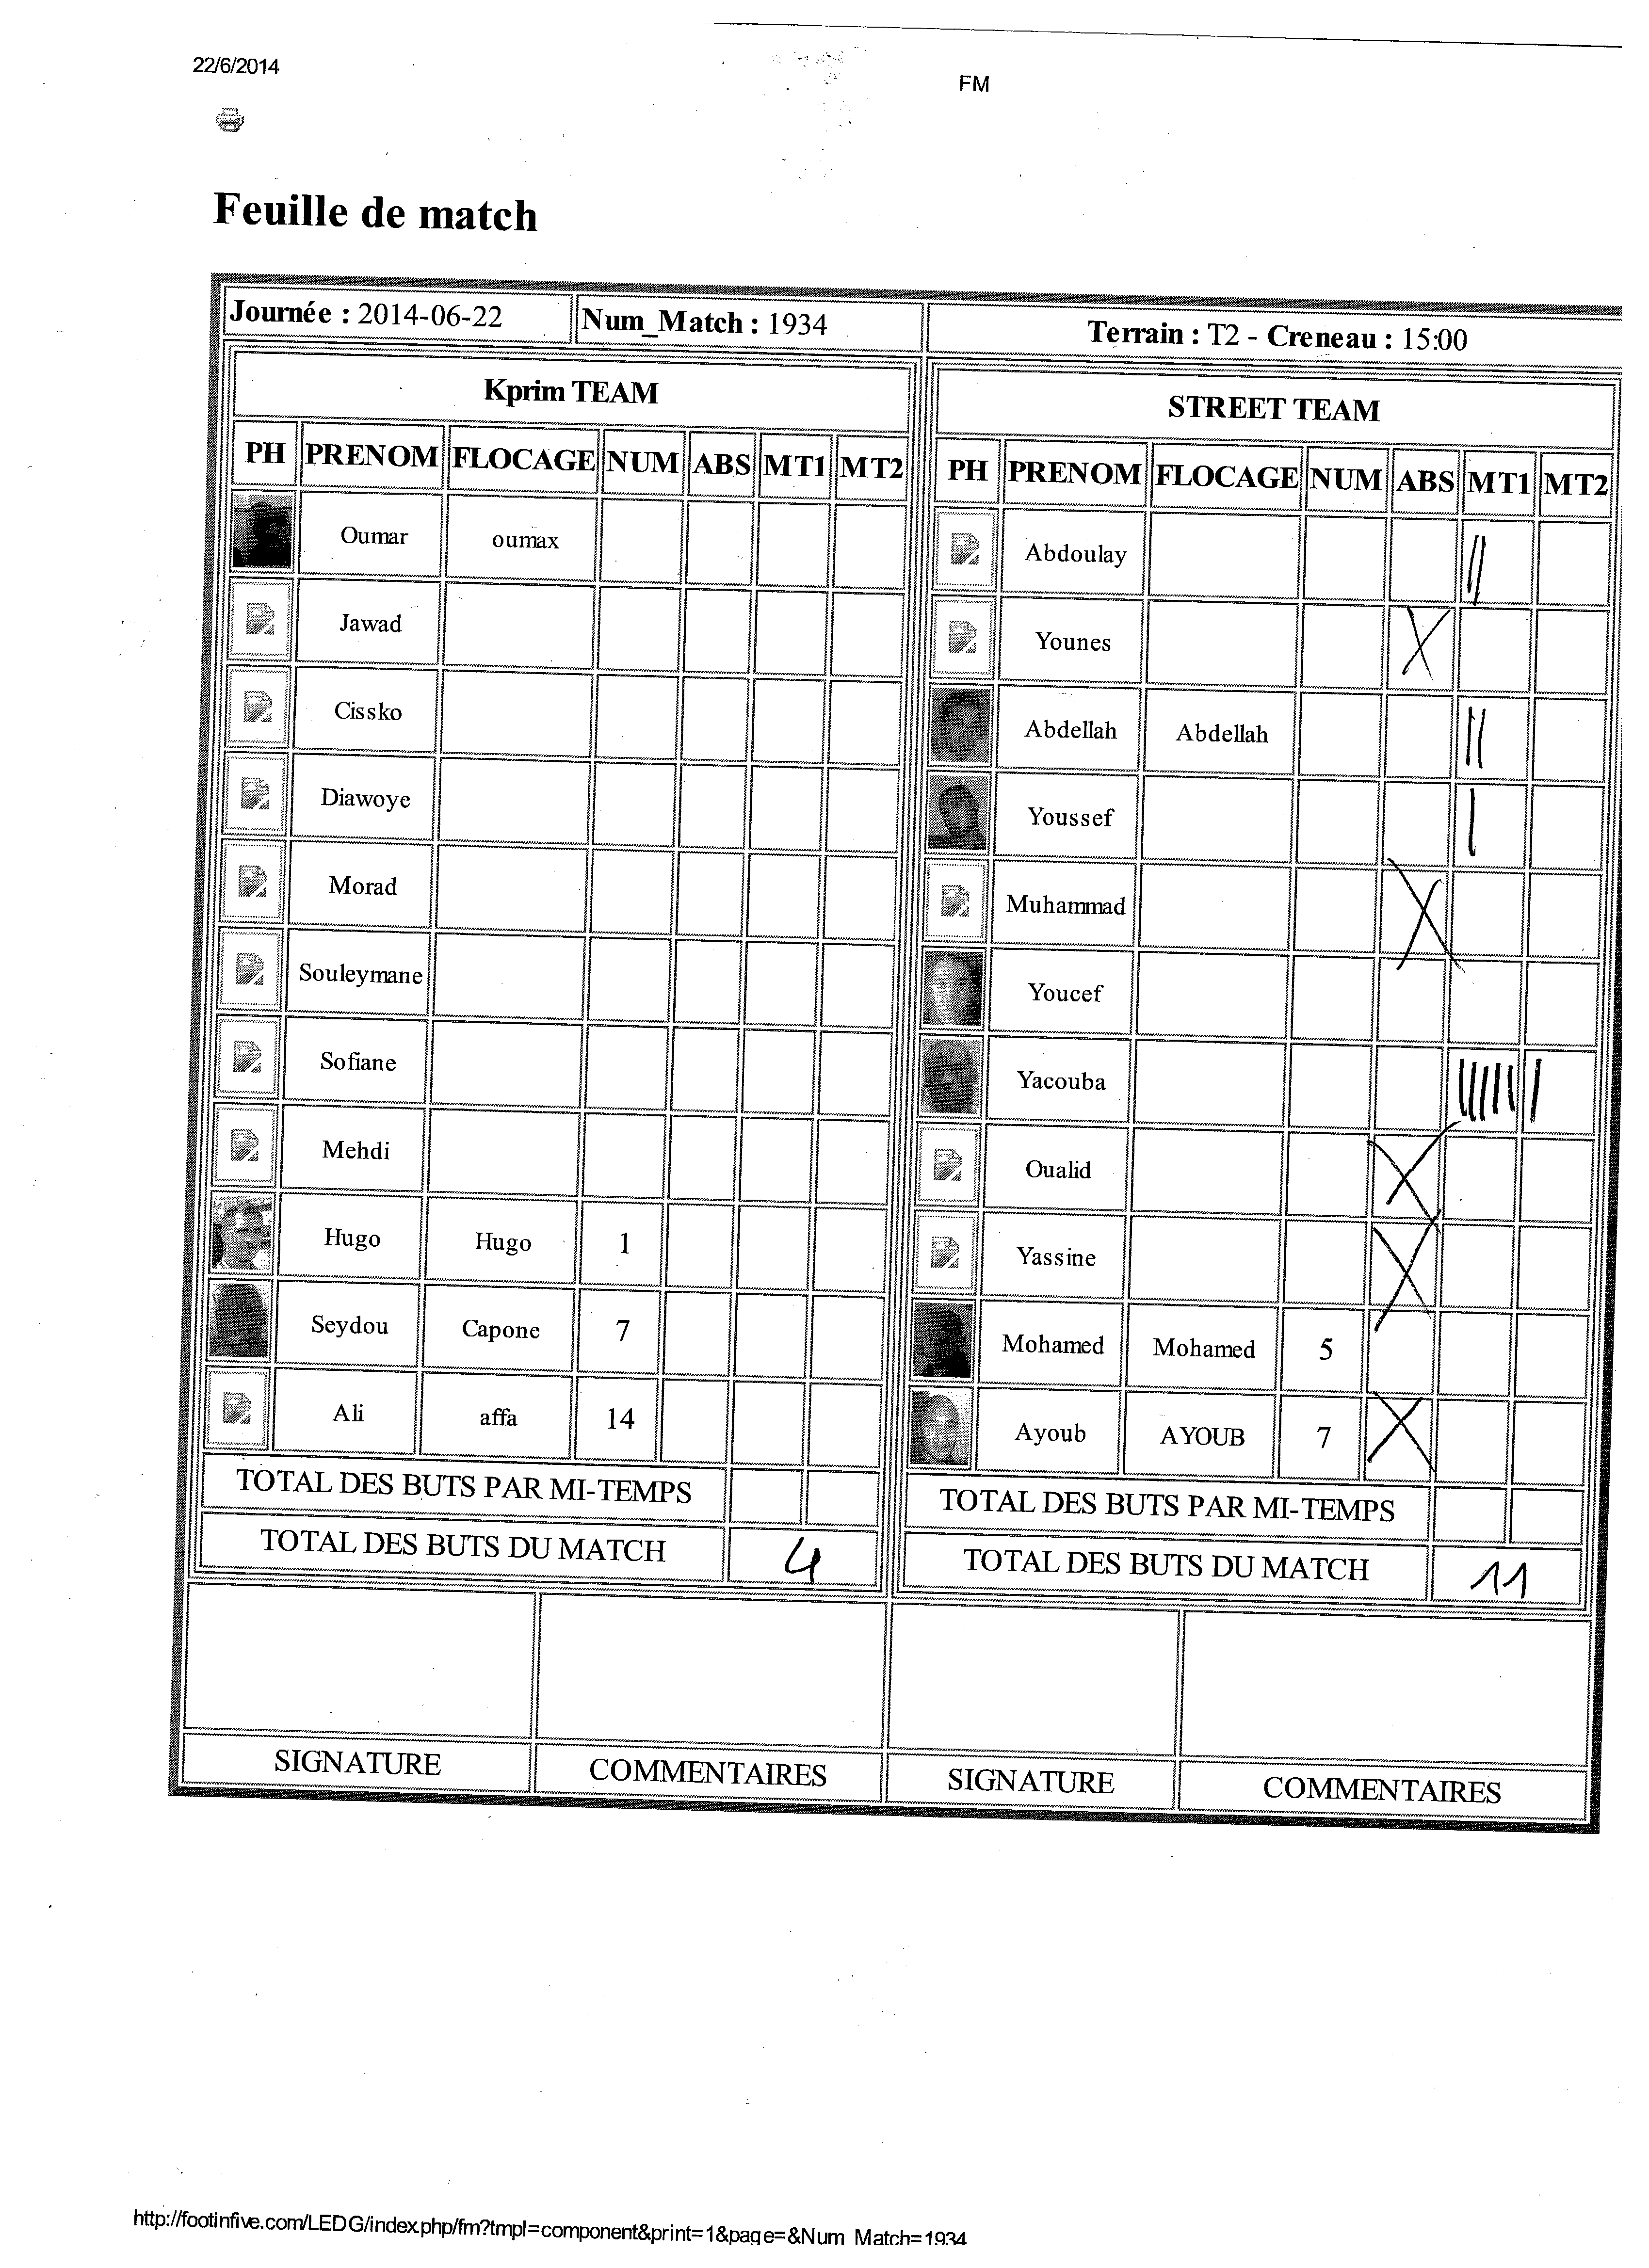 22/6/2014
FM
Feuille de match
Journée : 2014-06-22 Num_Match : 1934 Terrain : T2 - Creneau : 15:00
Kprim TEAM STREET TEAM
PH PRENOM FLOCAGE NUM ABS MT1 MT2 PH PRENOM FLOCAGE NUM ABS MT1 MT2
Oumar oumax Abdoulay ||
Jawad Younes X
Cissko Abdellah Abdellah ||
Diawoye Youssef |
Morad Muhammad X
Souleymane Youcef
Sofiane Yacouba |||||||
Mehdi Oualid X
Hugo Hugo 1 Yassine X
Seydou Capone 7 Mohamed Mohamed 5
Ali affa 14 Ayoub AYOUB 7 X
TOTAL DES BUTS PAR MI-TEMPS TOTAL DES BUTS PAR MI-TEMPS
TOTAL DES BUTS DU MATCH 4 TOTAL DES BUTS DU MATCH 11
SIGNATURE COMMENTAIRES SIGNATURE COMMENTAIRES
http://footinfive.com/LEDG/index.php/fm?tmpl=component&print=1&page=&Num_Match=1934